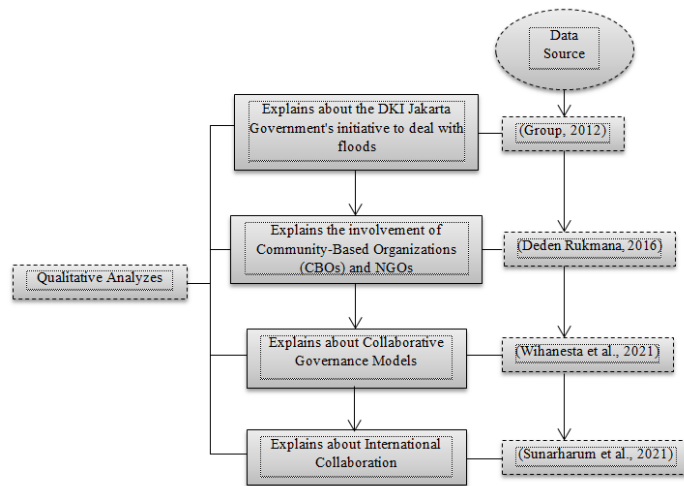 Data
Source
Explains about the DKI Jakarta
Government's initiative to deal with
floods
(Group, 2012)
Explains the involvement of
Community-Based Organizations
(CBOs) and NGOs
(Deden Rukmana, 2016)
Qualitative Analyzes
Explains about Collaborative
Governance Models
(Wihanesta et al., 2021)
Explains about International
Collaboration
(Sunarharum et al., 2021)